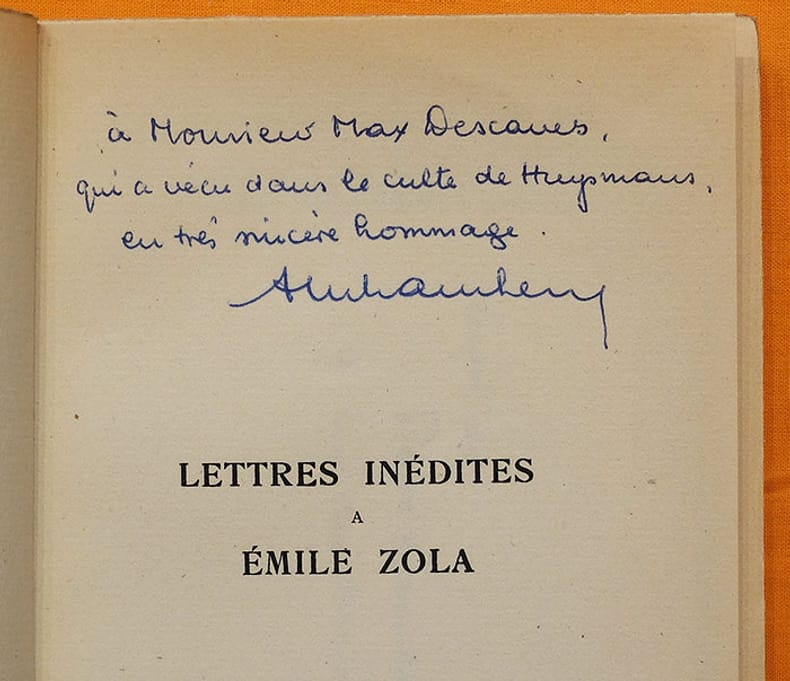 à Monsieur Max Descaves,
qui a vécu dans le culte de Huysmans,
en très sincère hommage.
LETTRES INÉDITES
A
ÉMILE ZOLA